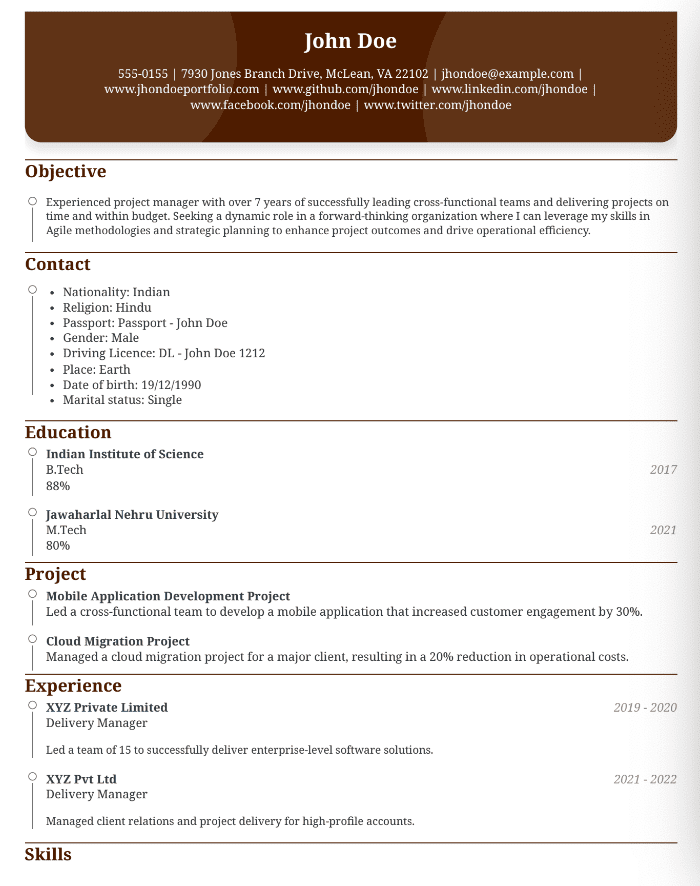 John Doe
555-0155 | 7930 Jones Branch Drive, McLean, VA 22102 | jhondoe@example.com |
www.jhondoeportfolio.com | www.github.com/jhondoe | www.linkedin.com/jhondoe |
www.facebook.com/jhondoe | www.twitter.com/jhondoe
Objective
Experienced project manager with over 7 years of successfully leading cross-functional teams and delivering projects on
time and within budget. Seeking a dynamic role in a forward-thinking organization where I can leverage my skills in
Agile methodologies and strategic planning to enhance project outcomes and drive operational efficiency.
Contact
• Nationality: Indian
• Religion: Hindu
• Passport: Passport - John Doe
• Gender: Male
• Driving Licence: DL - John Doe 1212
• Place: Earth
• Date of birth: 19/12/1990
• Marital status: Single
Education
Indian Institute of Science
B.Tech 2017
88%
Jawaharlal Nehru University
M.Tech 2021
80%
Project
Mobile Application Development Project
Led a cross-functional team to develop a mobile application that increased customer engagement by 30%.
Cloud Migration Project
Managed a cloud migration project for a major client, resulting in a 20% reduction in operational costs.
Experience
XYZ Private Limited 2019 - 2020
Delivery Manager
Led a team of 15 to successfully deliver enterprise-level software solutions.
XYZ Pvt Ltd 2021 - 2022
Delivery Manager
Managed client relations and project delivery for high-profile accounts.
Skills